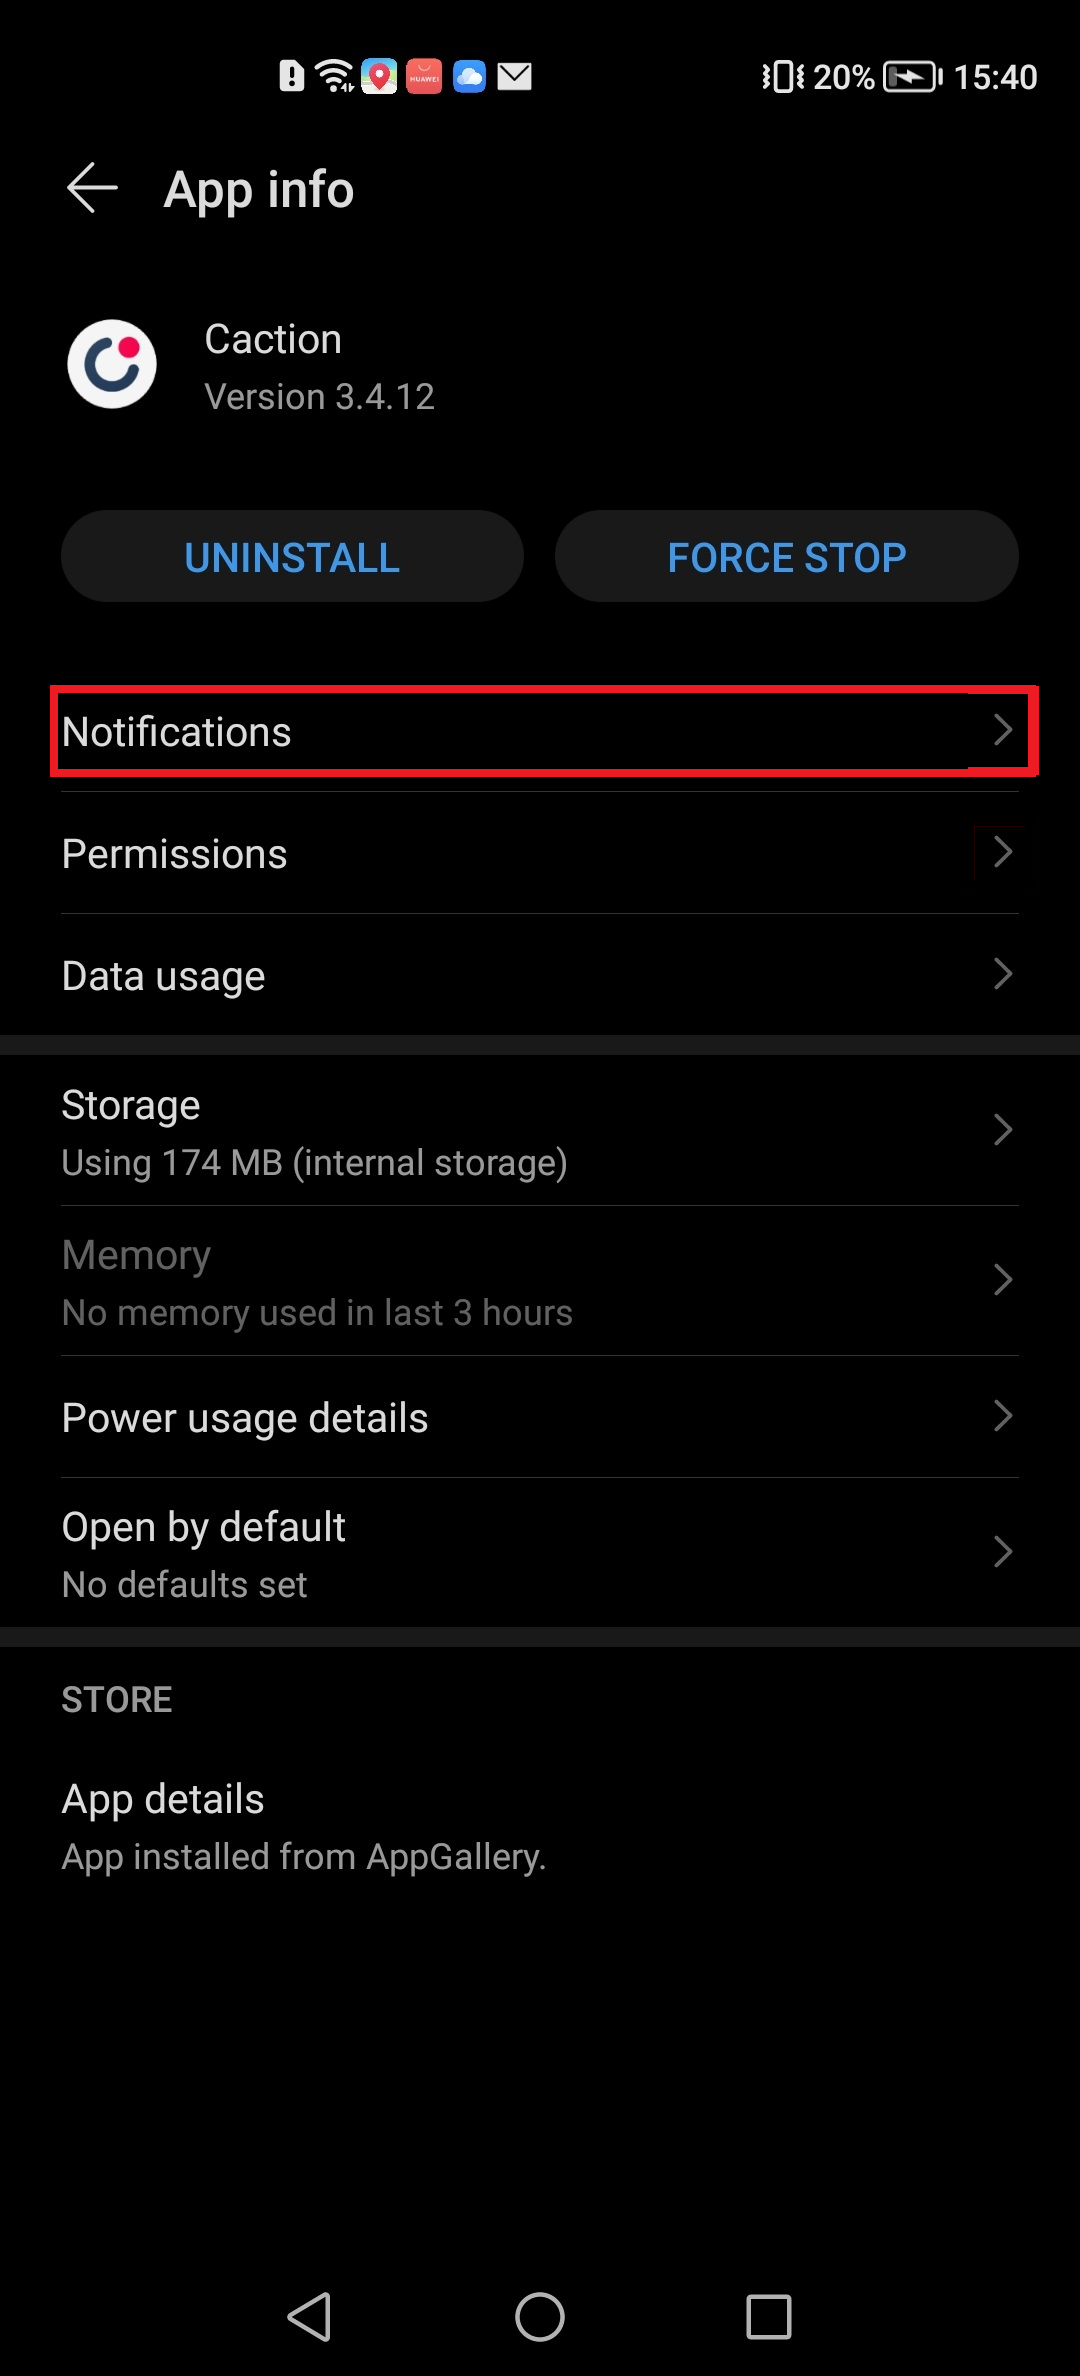 HUAWEI
20% 15:40
App info
Caction
Version 3.4.12
UNINSTALL FORCE STOP
Notifications
Permissions
Data usage
Storage
Using 174 MB (internal storage)
Memory
No memory used in last 3 hours
Power usage details
Open by default
No defaults set
STORE
App details
App installed from AppGallery.